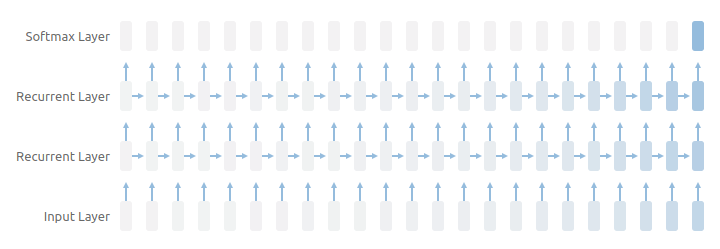 Softmax Layer
Recurrent Layer
Recurrent Layer
Input Layer